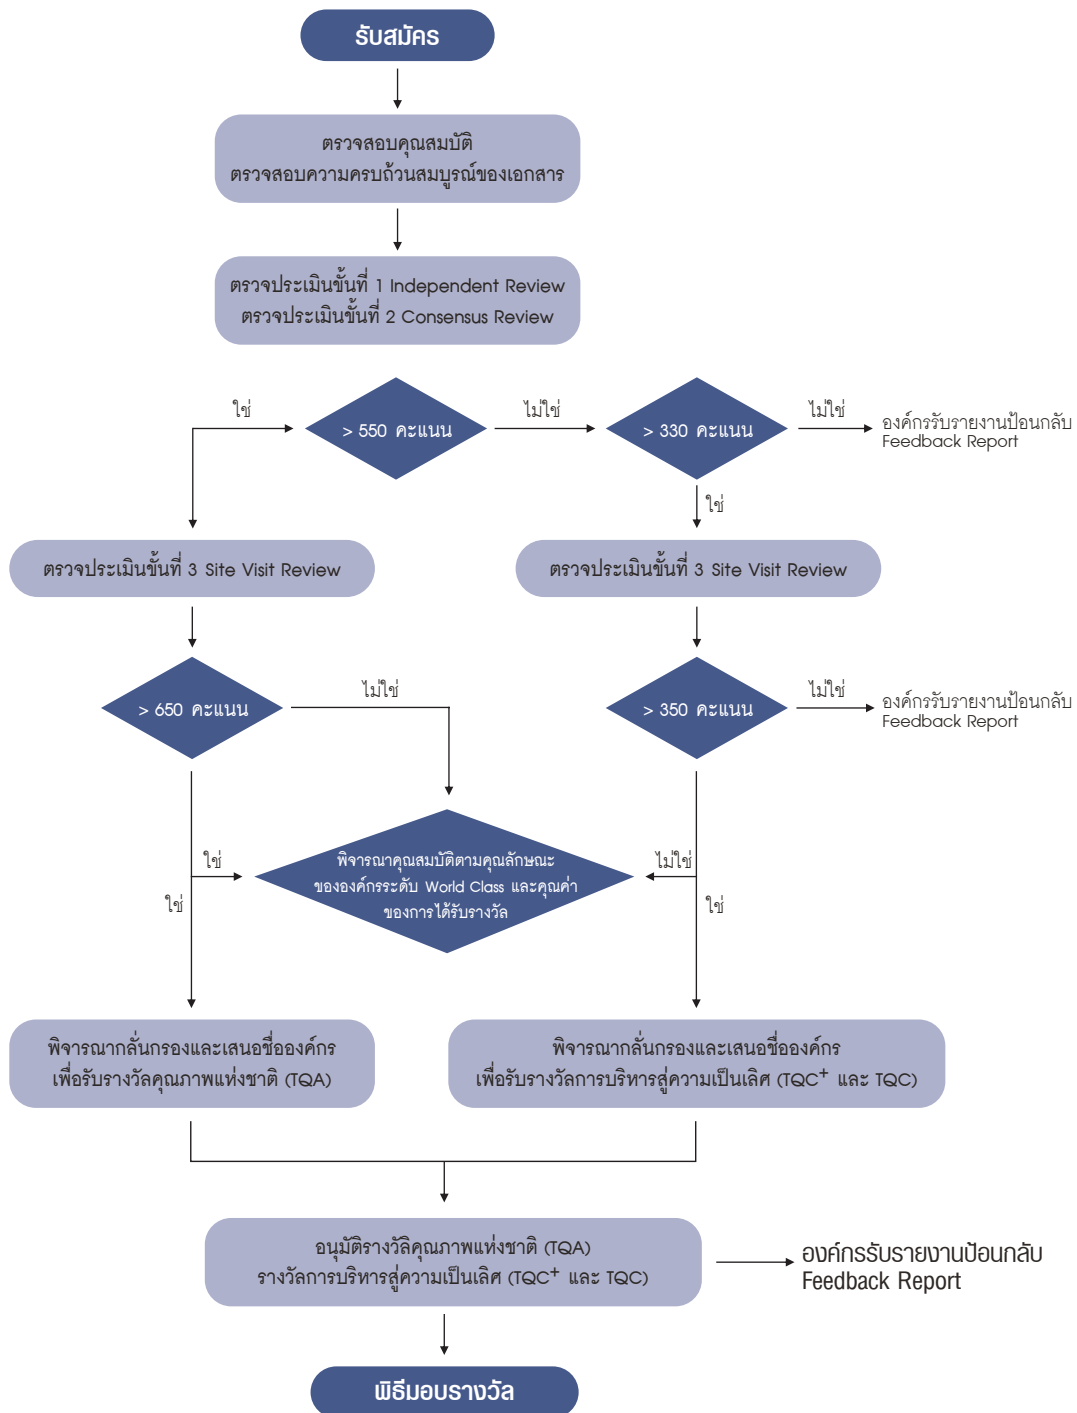 รับสมัคร
ตรวจสอบคุณสมบัติ
ตรวจสอบความครบถ้วนสมบูรณ์ของเอกสาร
ตรวจประเมินขั้นที่ 1 Independent Review
ตรวจประเมินขั้นที่ 2 Consensus Review
ใช่
> 550 คะแนน
ไม่ใช่
> 330 คะแนน
ไม่ใช่
องค์กรรับรายงานป้อนกลับ
Feedback Report
ใช่
ตรวจประเมินขั้นที่ 3 Site Visit Review
ตรวจประเมินขั้นที่ 3 Site Visit Review
> 650 คะแนน
ไม่ใช่
> 350 คะแนน
ไม่ใช่
องค์กรรับรายงานป้อนกลับ
Feedback Report
ใช่
พิจารณาคุณสมบัติตามคุณลักษณะ
ขององค์กรระดับ World Class และคุณค่า
ของการได้รับรางวัล
ไม่ใช่
ใช่
ใช่
พิจารณากลั่นกรองและเสนอชื่อองค์กร
เพื่อรับรางวัลคุณภาพแห่งชาติ (TQA)
พิจารณากลั่นกรองและเสนอชื่อองค์กร
เพื่อรับรางวัลการบริหารสู่ความเป็นเลิศ (TQC+ และ TQC)
อนุมัติรางวัลคุณภาพแห่งชาติ (TQA)
รางวัลการบริหารสู่ความเป็นเลิศ (TQC+ และ TQC)
องค์กรรับรายงานป้อนกลับ
Feedback Report
พิธีมอบรางวัล